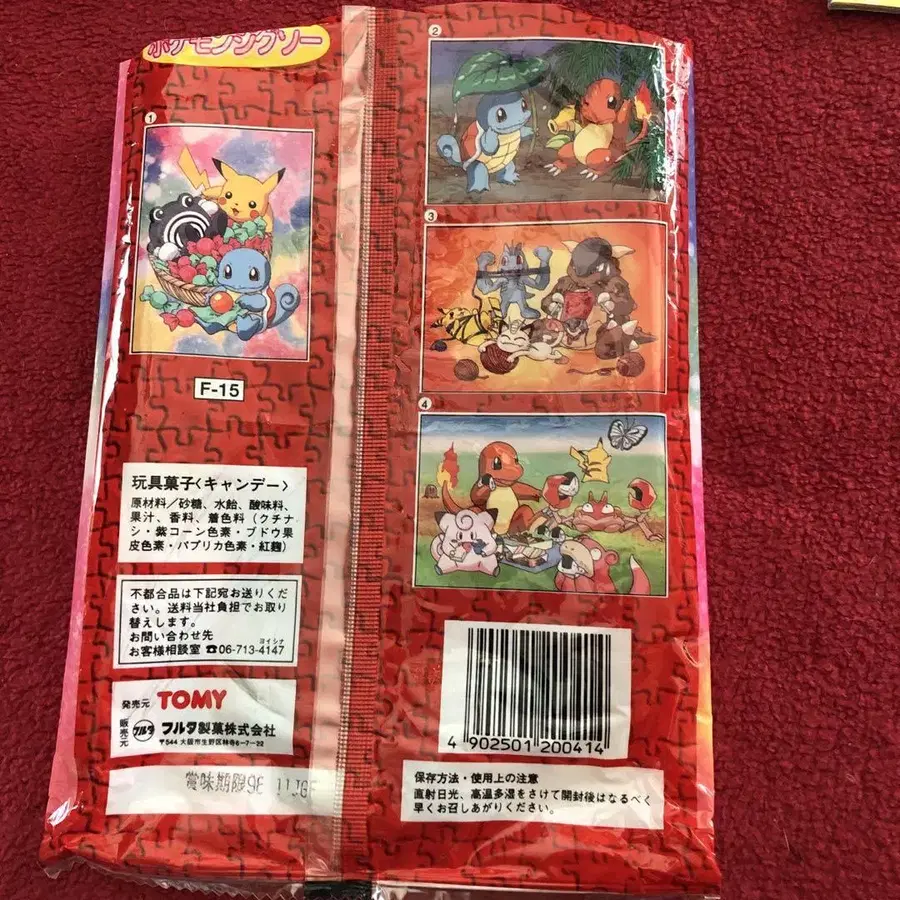 ポケモンジグソー
1
F-15
玩具菓子〈キャンデー〉
原材料／砂糖、水飴、酸味料、
果汁、香料、着色料（クチナ
シ・紫コーン色素・ブドウ果
皮色素・パプリカ色素・紅麹）
不都合品は下記宛お送りくだ
さい。送料当社負担でお取り
替えします。
お問い合わせ先
ヨイシナ
お客様相談室 ☎06-713-4147
発売元 TOMY
販売元 フルタ フルタ製菓株式会社
〒544 大阪市生野区林寺6-7-22
賞味期限98
2
3
4
4 902501 200414
保存方法・使用上の注意
直射日光、高温多湿をさけて開封後はなるべく
早くお召しあがりください。